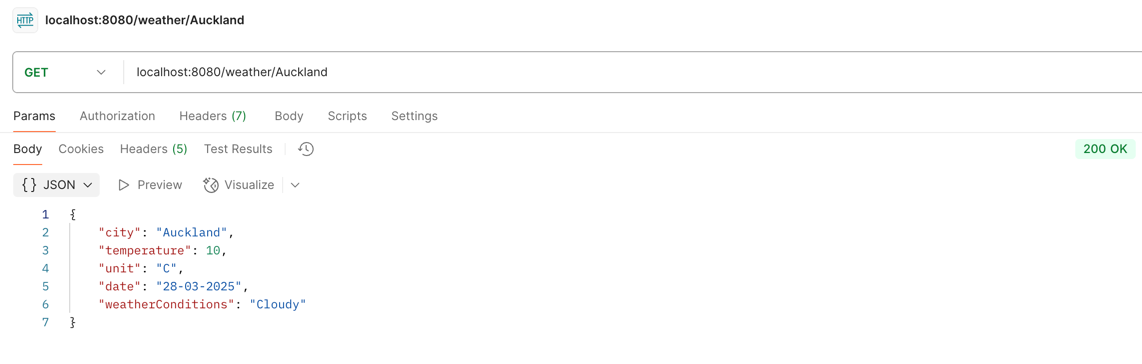 HTTP localhost:8080/weather/Auckland
GET localhost:8080/weather/Auckland
Params Authorization Headers (7) Body Scripts Settings
Body Cookies Headers (5) Test Results 200 OK
{} JSON Preview Visualize
1 {
2 "city": "Auckland",
3 "temperature": 10,
4 "unit": "C",
5 "date": "28-03-2025",
6 "weatherConditions": "Cloudy"
7 }